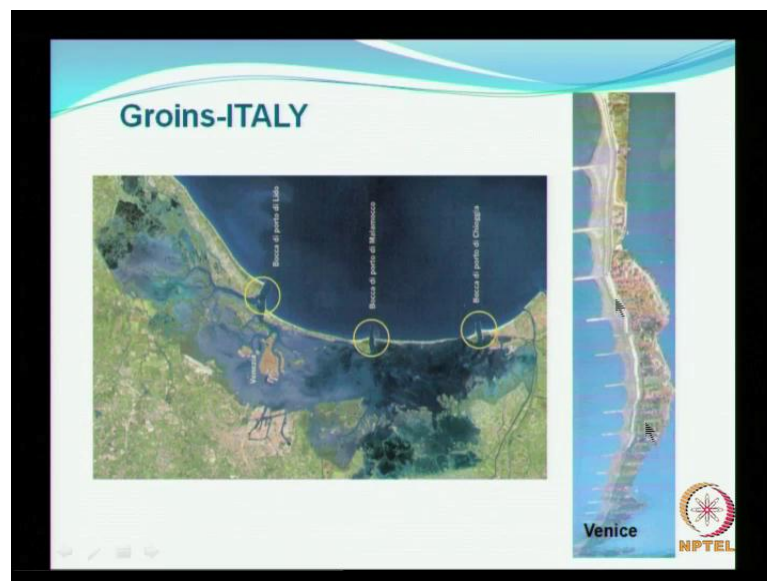 Groins-ITALY
Bocca di porto di Lido
Bocca di porto di Malamocco
Bocca di porto di Chioggia
Venezia
Venice
NPTEL